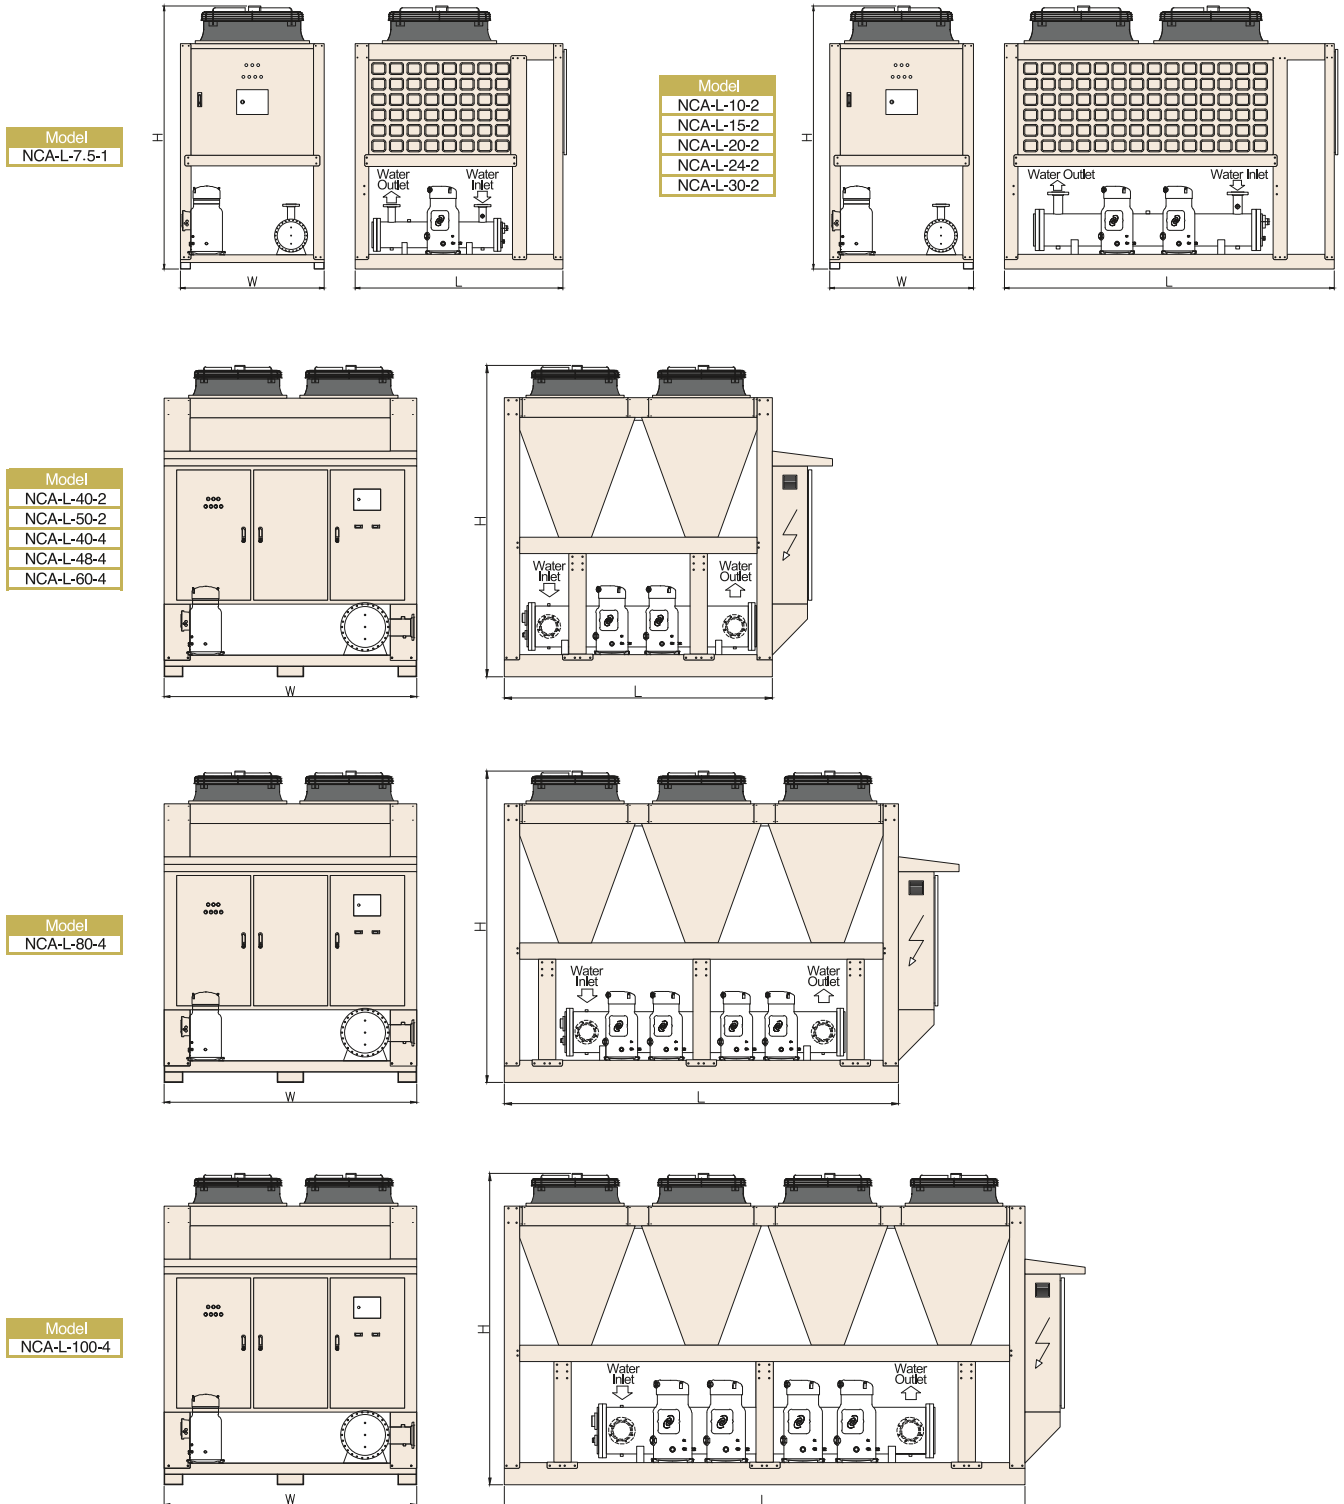 Model
NCA-L-7.5-1
H
Water
Outlet
Water
Inlet
W
L
Model
NCA-L-10-2
NCA-L-15-2
NCA-L-20-2
NCA-L-24-2
NCA-L-30-2
H
Water Outlet
Water Inlet
W
L
Model
NCA-L-40-2
NCA-L-50-2
NCA-L-40-4
NCA-L-48-4
NCA-L-60-4
H
Water
Inlet
Water
Outlet
W
L
Model
NCA-L-80-4
H
Water
Inlet
Water
Outlet
W
L
Model
NCA-L-100-4
H
Water
Inlet
Water
Outlet
W
L